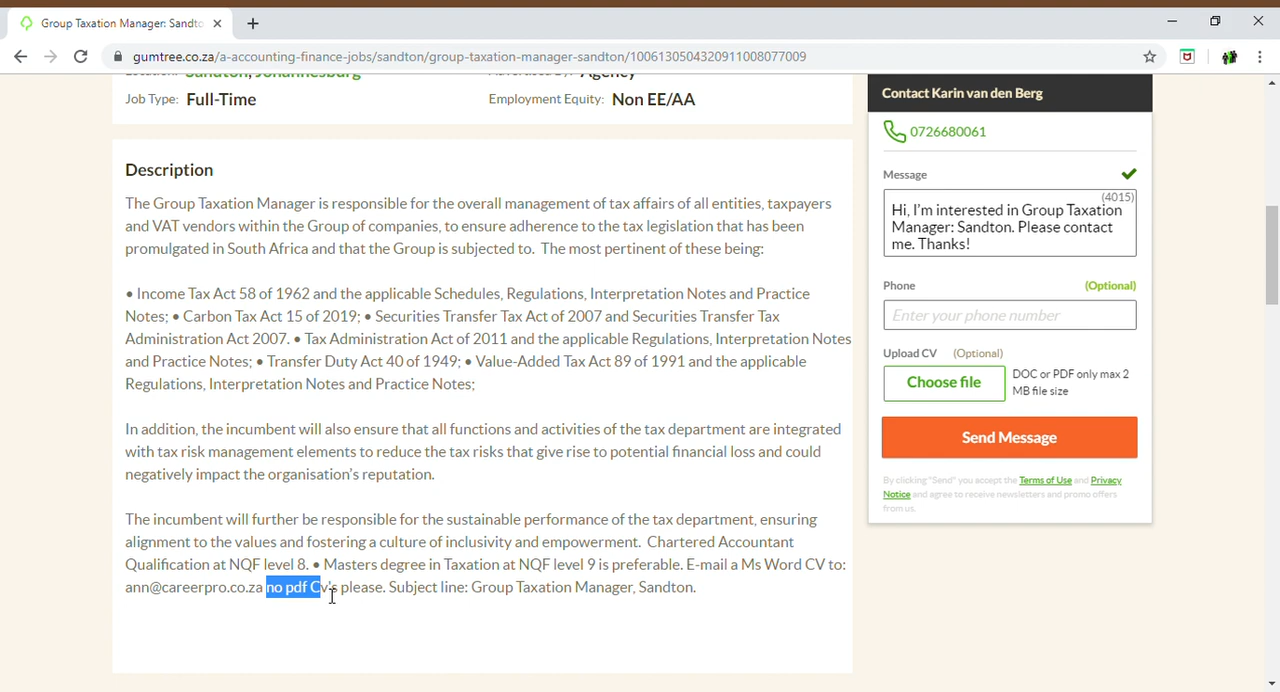 Group Taxation Manager: Sandto
gumtree.co.za/a-accounting-finance-jobs/sandton/group-taxation-manager-sandton/10061305043209110080​77009
Location: Sandton, Johannesburg
Advertised By: Agency
Job Type: Full-Time
Employment Equity: Non EE/AA
Description
The Group Taxation Manager is responsible for the overall management of tax affairs of all entities, taxpayers
and VAT vendors within the Group of companies, to ensure adherence to the tax legislation that has been
promulgated in South Africa and that the Group is subjected to. The most pertinent of these being:
• Income Tax Act 58 of 1962 and the applicable Schedules, Regulations, Interpretation Notes and Practice
Notes; • Carbon Tax Act 15 of 2019; • Securities Transfer Tax Act of 2007 and Securities Transfer Tax
Administration Act 2007. • Tax Administration Act of 2011 and the applicable Regulations, Interpretation Notes
and Practice Notes; • Transfer Duty Act 40 of 1949; • Value-Added Tax Act 89 of 1991 and the applicable
Regulations, Interpretation Notes and Practice Notes;
In addition, the incumbent will also ensure that all functions and activities of the tax department are integrated
with tax risk management elements to reduce the tax risks that give rise to potential financial loss and could
negatively impact the organisation's reputation.
The incumbent will further be responsible for the sustainable performance of the tax department, ensuring
alignment to the values and fostering a culture of inclusivity and empowerment. Chartered Accountant
Qualification at NQF level 8. • Masters degree in Taxation at NQF level 9 is preferable. E-mail a Ms Word CV to:
ann@careerpro.co.za no pdf Cv's please. Subject line: Group Taxation Manager, Sandton.
Contact Karin van den Berg
0726680061
Message
(4015)
Hi, I'm interested in Group Taxation
Manager: Sandton. Please contact
me. Thanks!
Phone (Optional)
Enter your phone number
Upload CV (Optional)
Choose file
DOC or PDF only max 2
MB file size
Send Message
By clicking "Send" you accept the Terms of Use and Privacy
Notice and agree to receive newsletters and promo offers
from us.